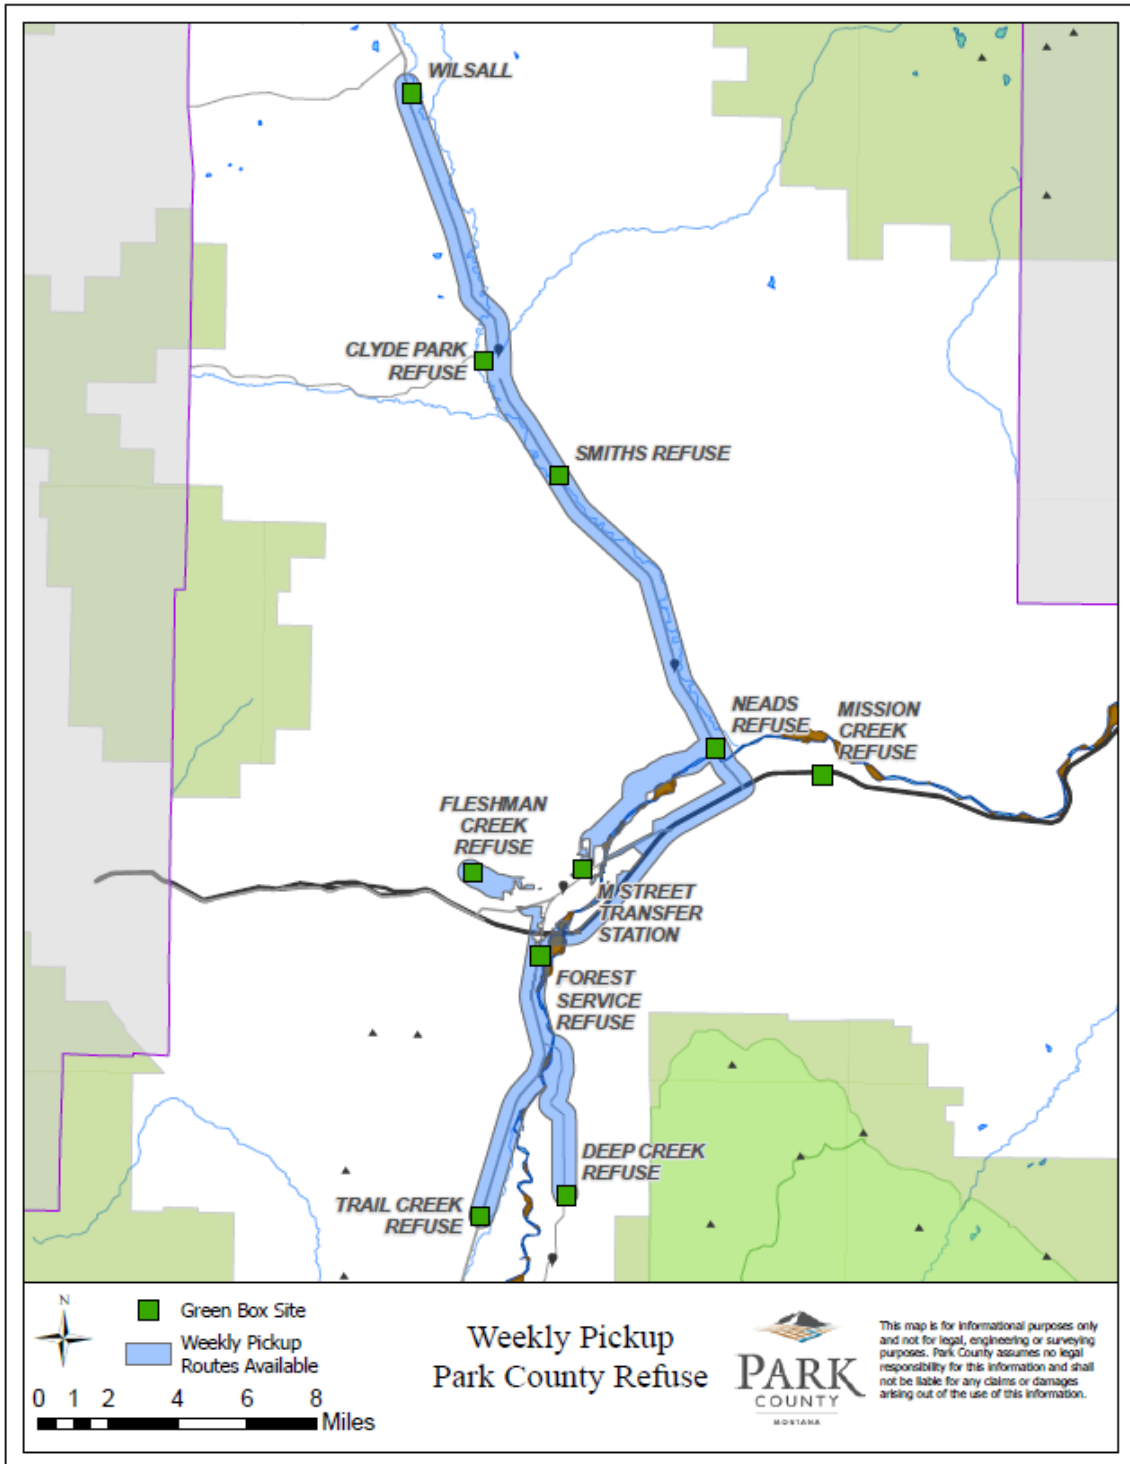 WILSALL
CLYDE PARK
REFUSE
SMITHS REFUSE
NEADS
REFUSE
MISSION
CREEK
REFUSE
FLESHMAN
CREEK
REFUSE
M STREET
TRANSFER
STATION
FOREST
SERVICE
REFUSE
DEEP CREEK
REFUSE
TRAIL CREEK
REFUSE
N
Green Box Site
Weekly Pickup
Routes Available
0 1 2 4 6 8
Miles
Weekly Pickup
Park County Refuse
PARK
COUNTY
MONTANA
This map is for informational purposes only
and not for legal, engineering or surveying
purposes. Park County assumes no legal
responsibility for this information and shall
not be liable for any claims or damages
arising out of the use of this information.